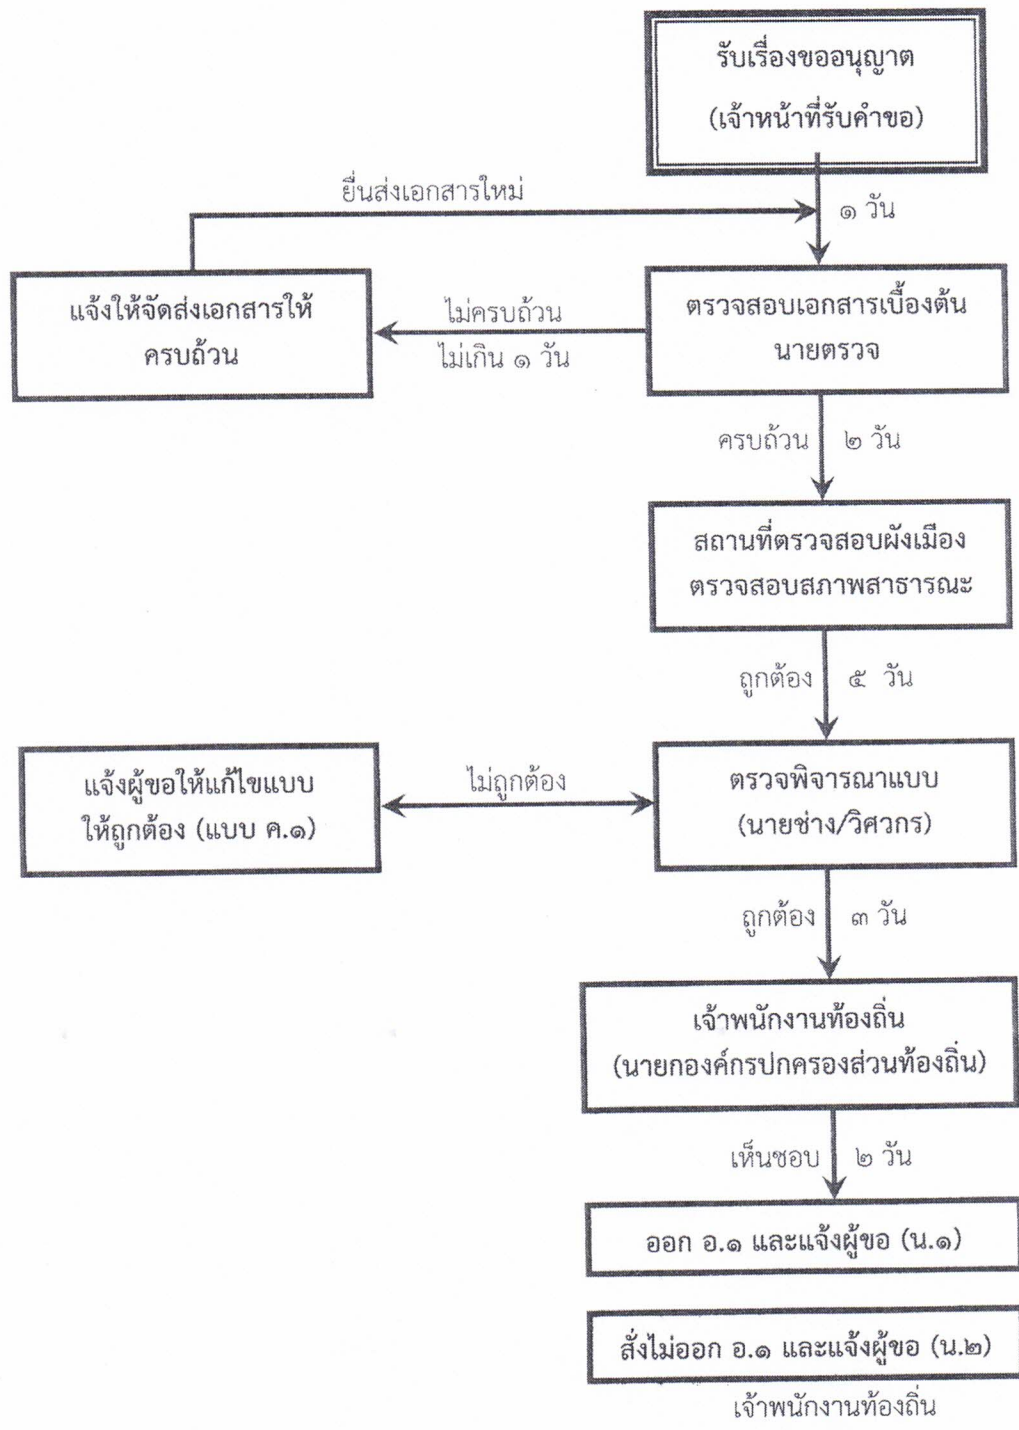 รับเรื่องขออนุญาต
(เจ้าหน้าที่รับคำขอ)
ยื่นส่งเอกสารใหม่
๑ วัน
แจ้งให้จัดส่งเอกสารให้
ครบถ้วน
ไม่ครบถ้วน
ไม่เกิน ๑ วัน
ตรวจสอบเอกสารเบื้องต้น
นายตรวจ
ครบถ้วน ๒ วัน
สถานที่ตรวจสอบผังเมือง
ตรวจสอบสภาพสาธารณะ
ถูกต้อง ๕ วัน
แจ้งผู้ขอให้แก้ไขแบบ
ให้ถูกต้อง (แบบ ค.๑)
ไม่ถูกต้อง
ตรวจพิจารณาแบบ
(นายช่าง/วิศวกร)
ถูกต้อง ๓ วัน
เจ้าพนักงานท้องถิ่น
(นายกองค์กรปกครองส่วนท้องถิ่น)
เห็นชอบ ๒ วัน
ออก อ.๑ และแจ้งผู้ขอ (น.๑)
สั่งไม่ออก อ.๑ และแจ้งผู้ขอ (น.๒)
เจ้าพนักงานท้องถิ่น